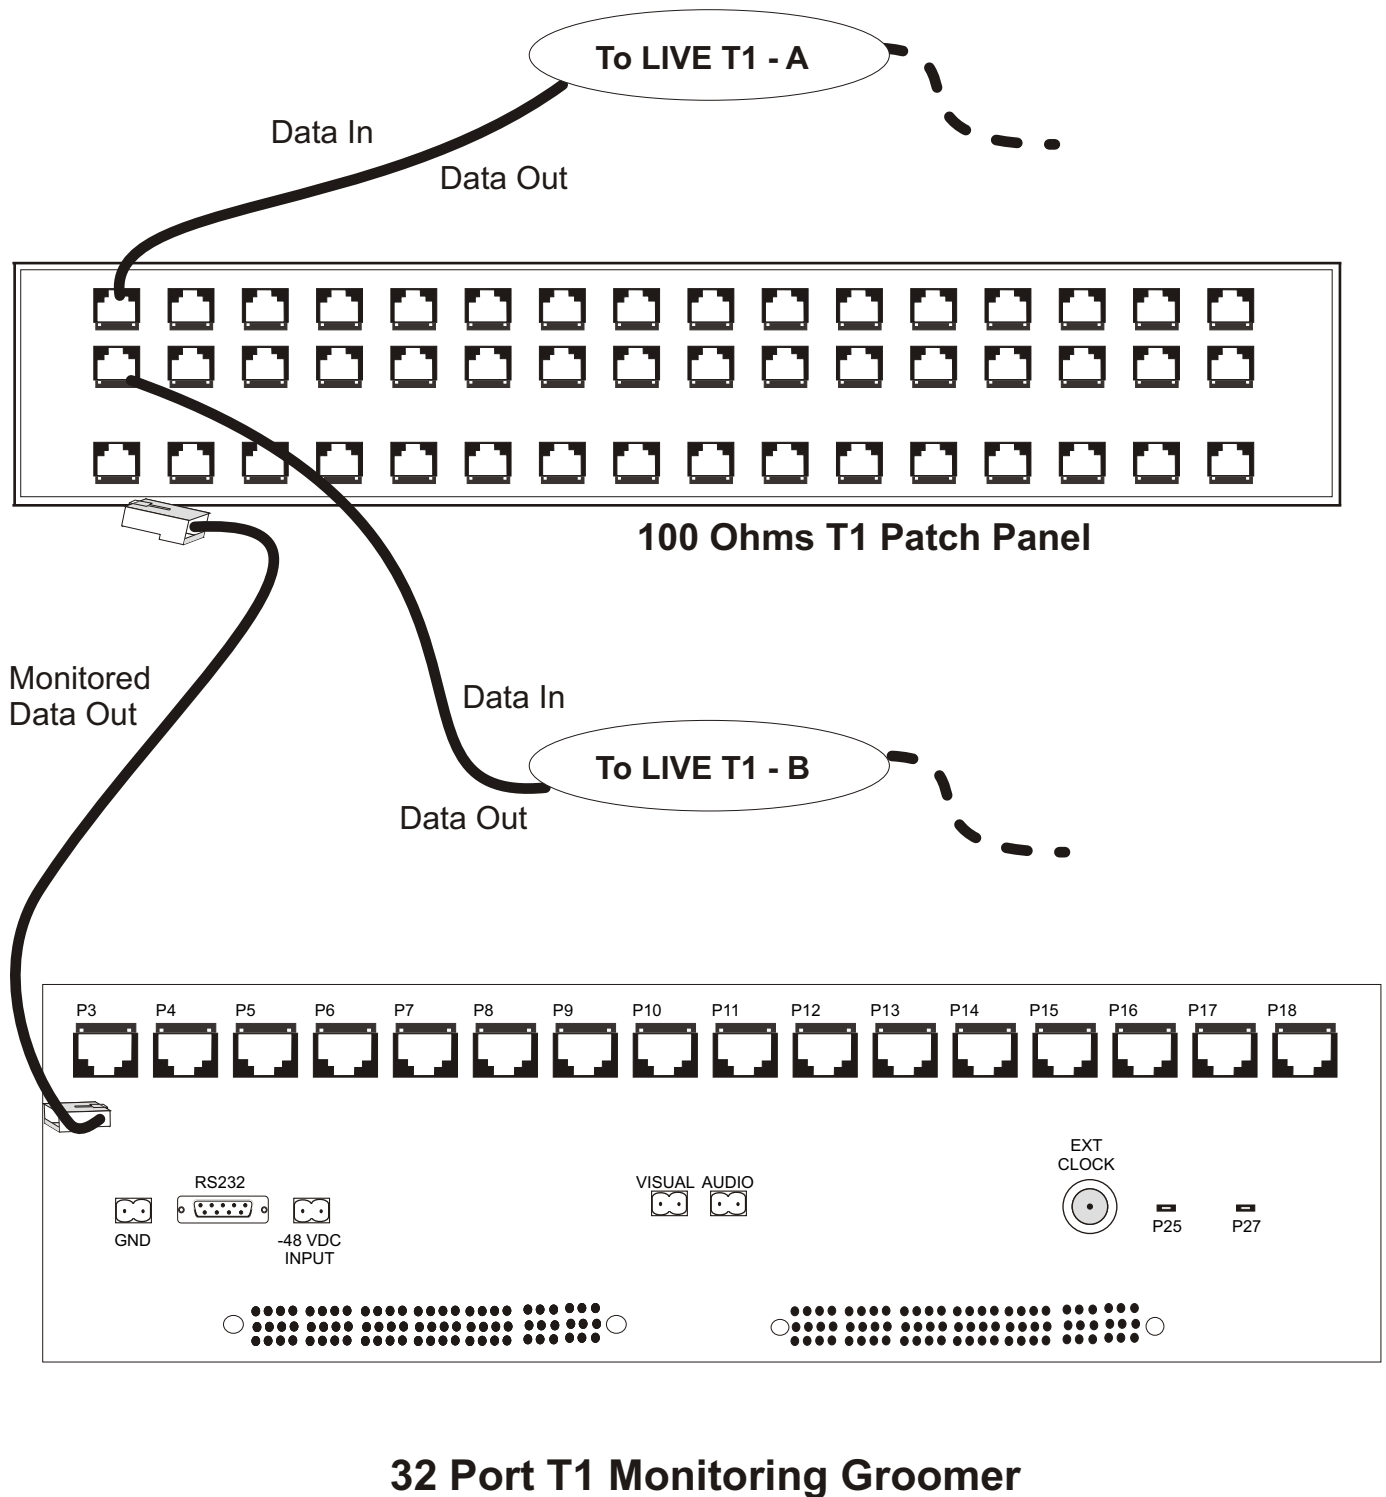 To LIVE T1 - A
Data In
Data Out
100 Ohms T1 Patch Panel
Monitored
Data Out
Data In
To LIVE T1 - B
Data Out
P3 P4 P5 P6 P7 P8 P9 P10 P11 P12 P13 P14 P15 P16 P17 P18
EXT
CLOCK
RS232
VISUAL AUDIO
GND
-48 VDC
INPUT
P25
P27
32 Port T1 Monitoring Groomer